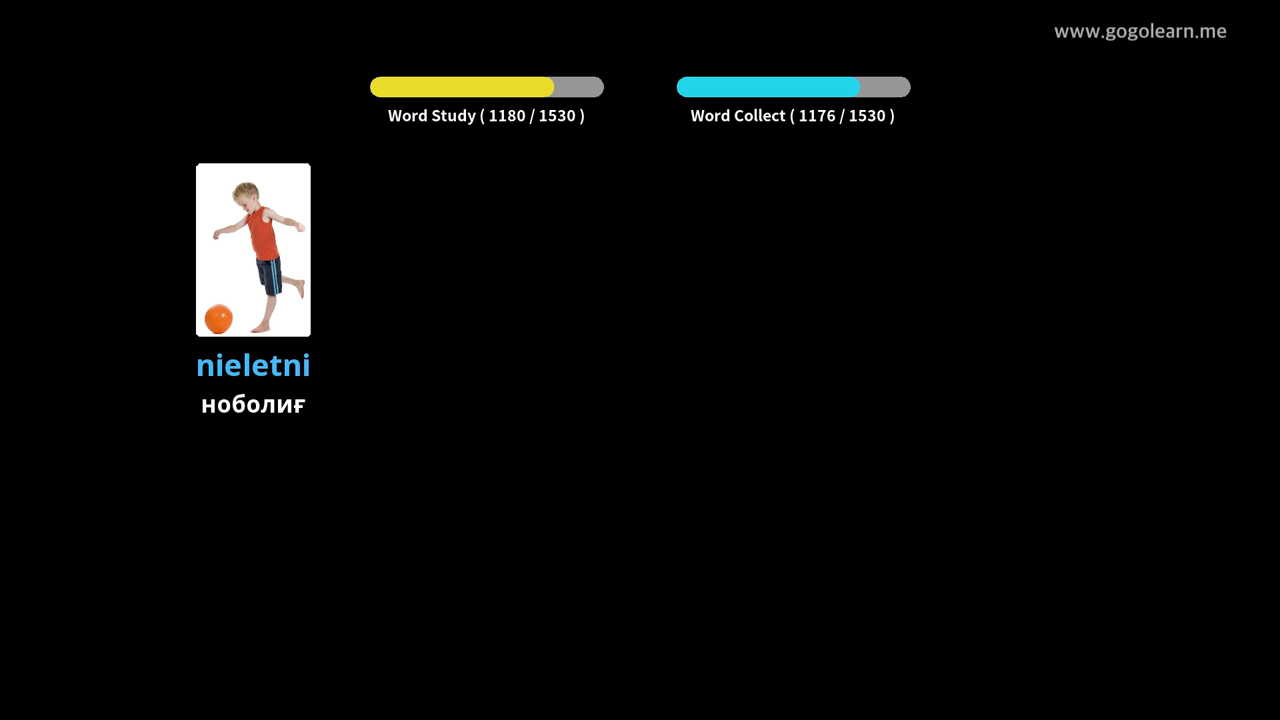 www.gogolearn.me
Word Study ( 1180 / 1530 )
Word Collect ( 1176 / 1530 )
nieletni
ноболиғ